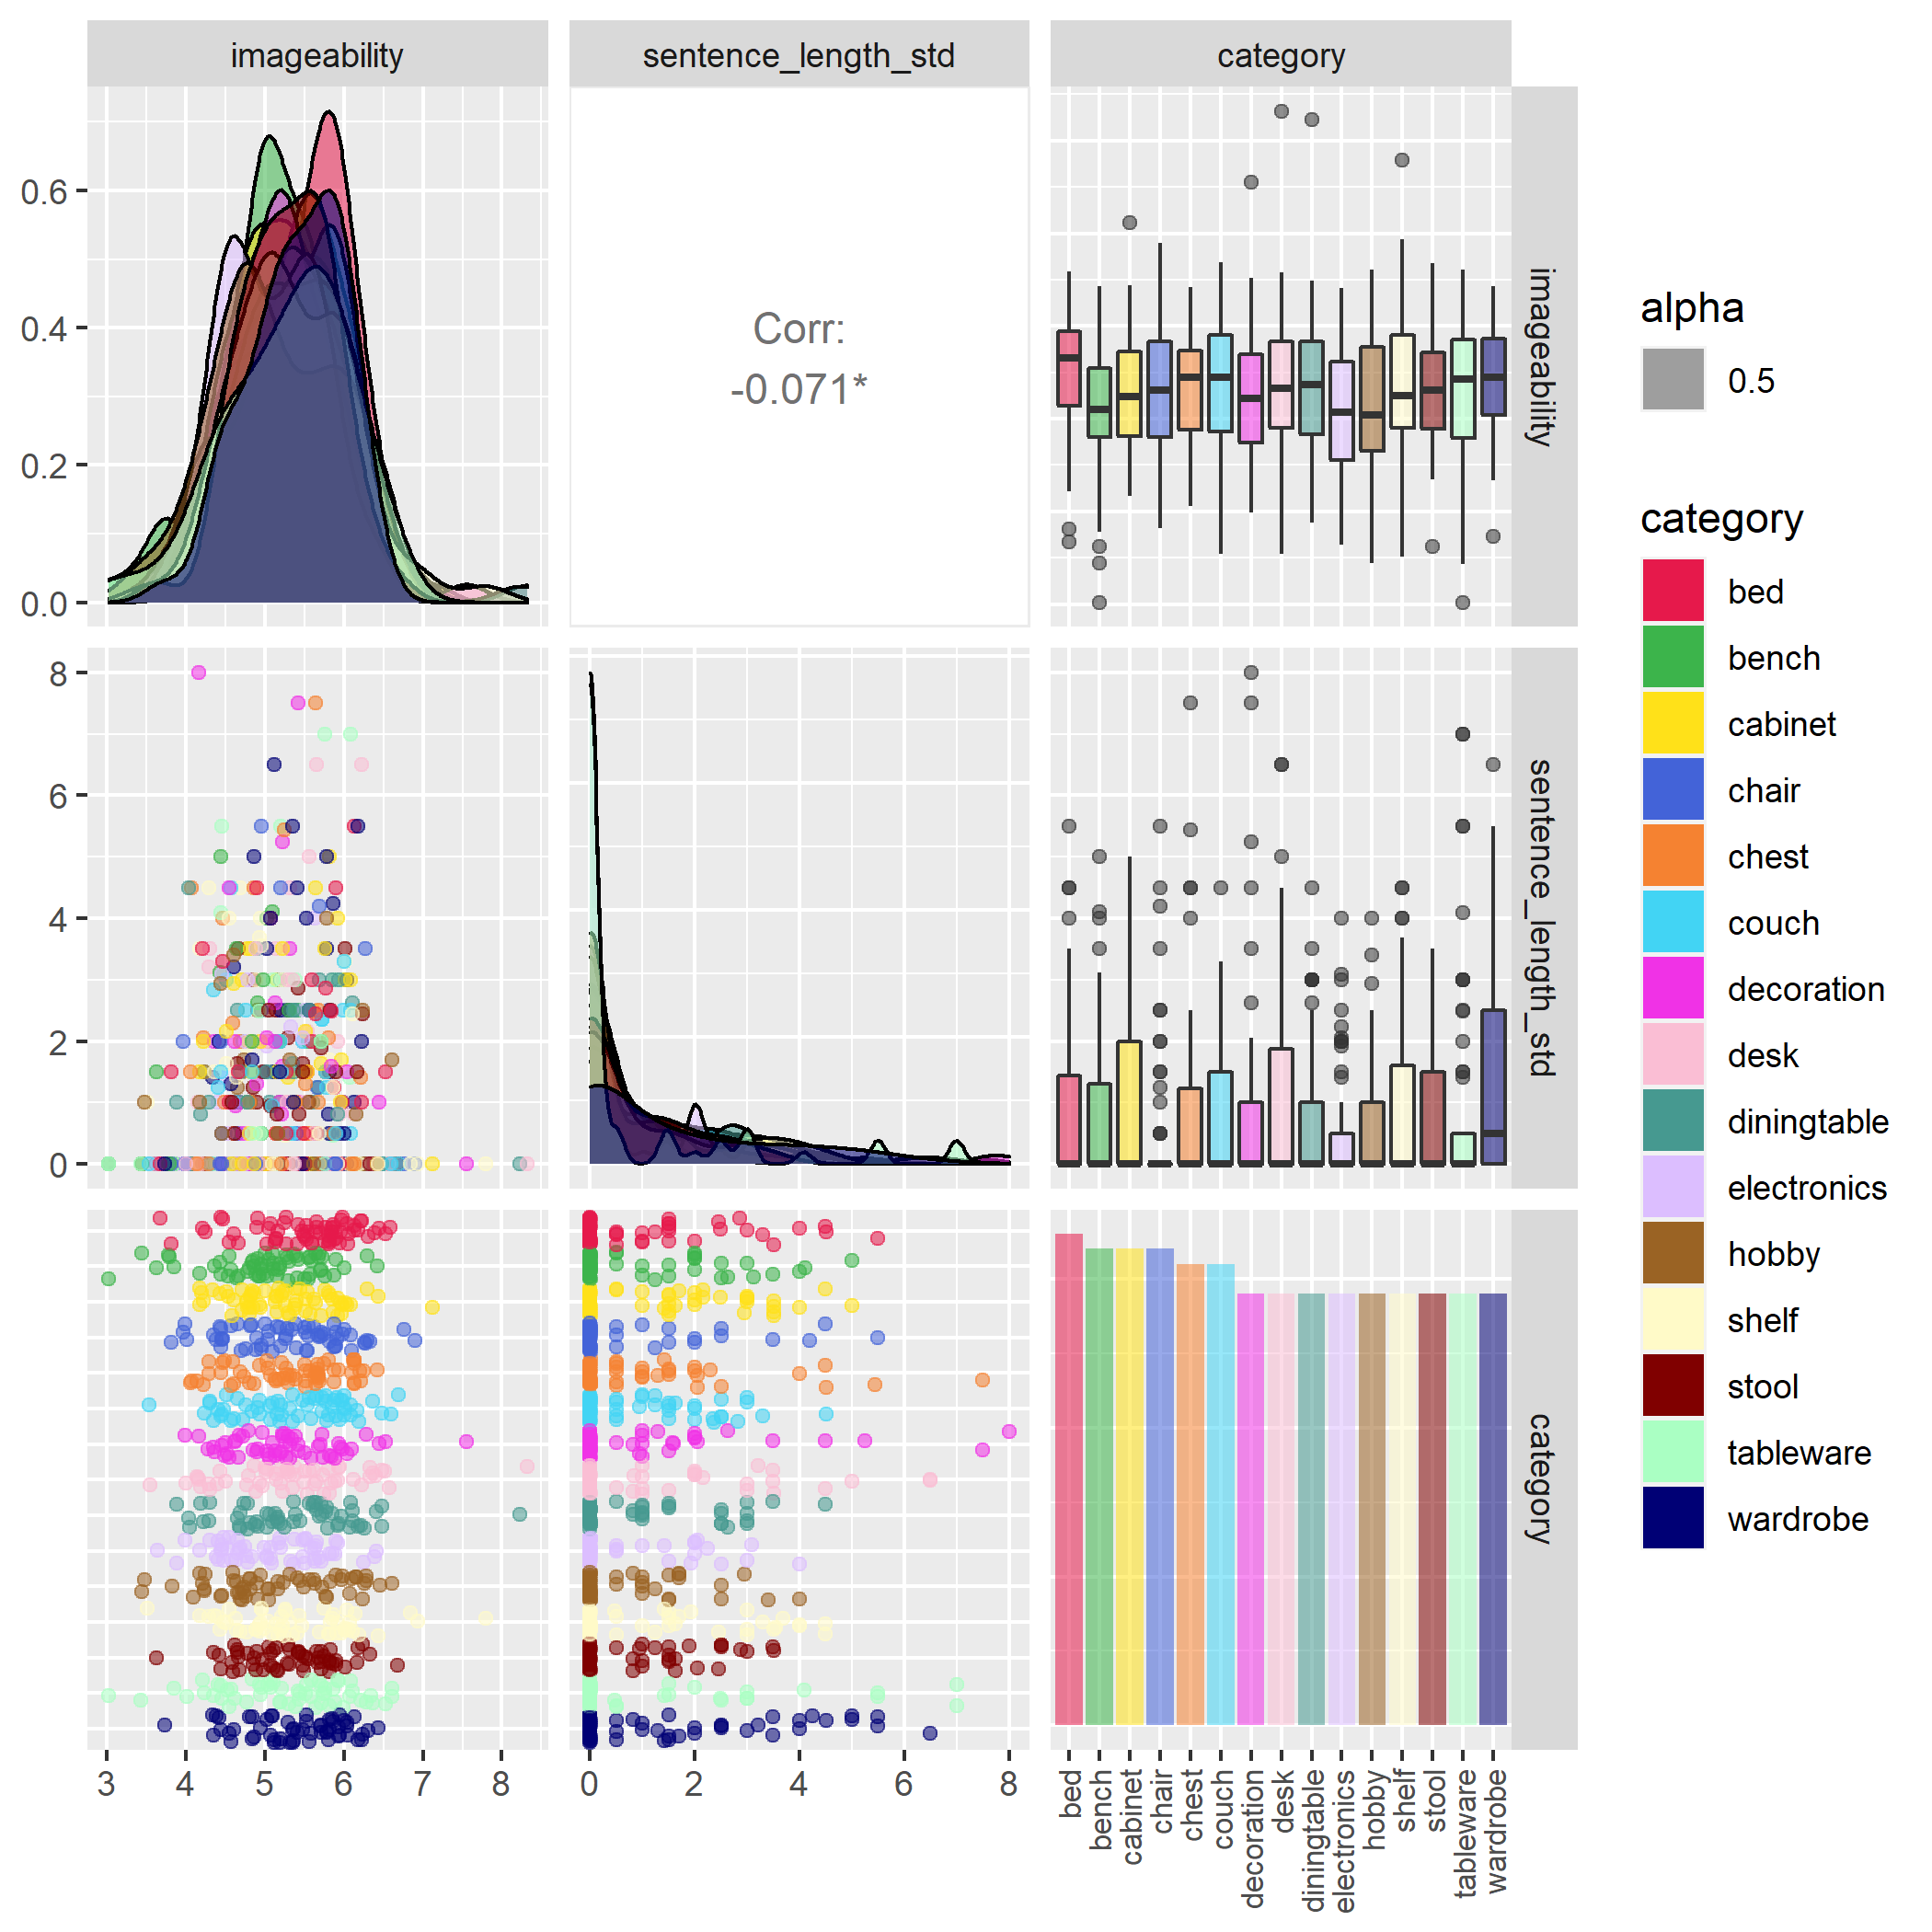 imageability
sentence_length_std
category
0.6
0.4
0.2
0.0
Corr:
-0.071*
imageability
8
6
4
2
0
sentence_length_std
category
3 4 5 6 7 8
0 2 4 6 8
bed
bench
cabinet
chair
chest
couch
decoration
desk
diningtable
electronics
hobby
shelf
stool
tableware
wardrobe
alpha
0.5
category
bed
bench
cabinet
chair
chest
couch
decoration
desk
diningtable
electronics
hobby
shelf
stool
tableware
wardrobe